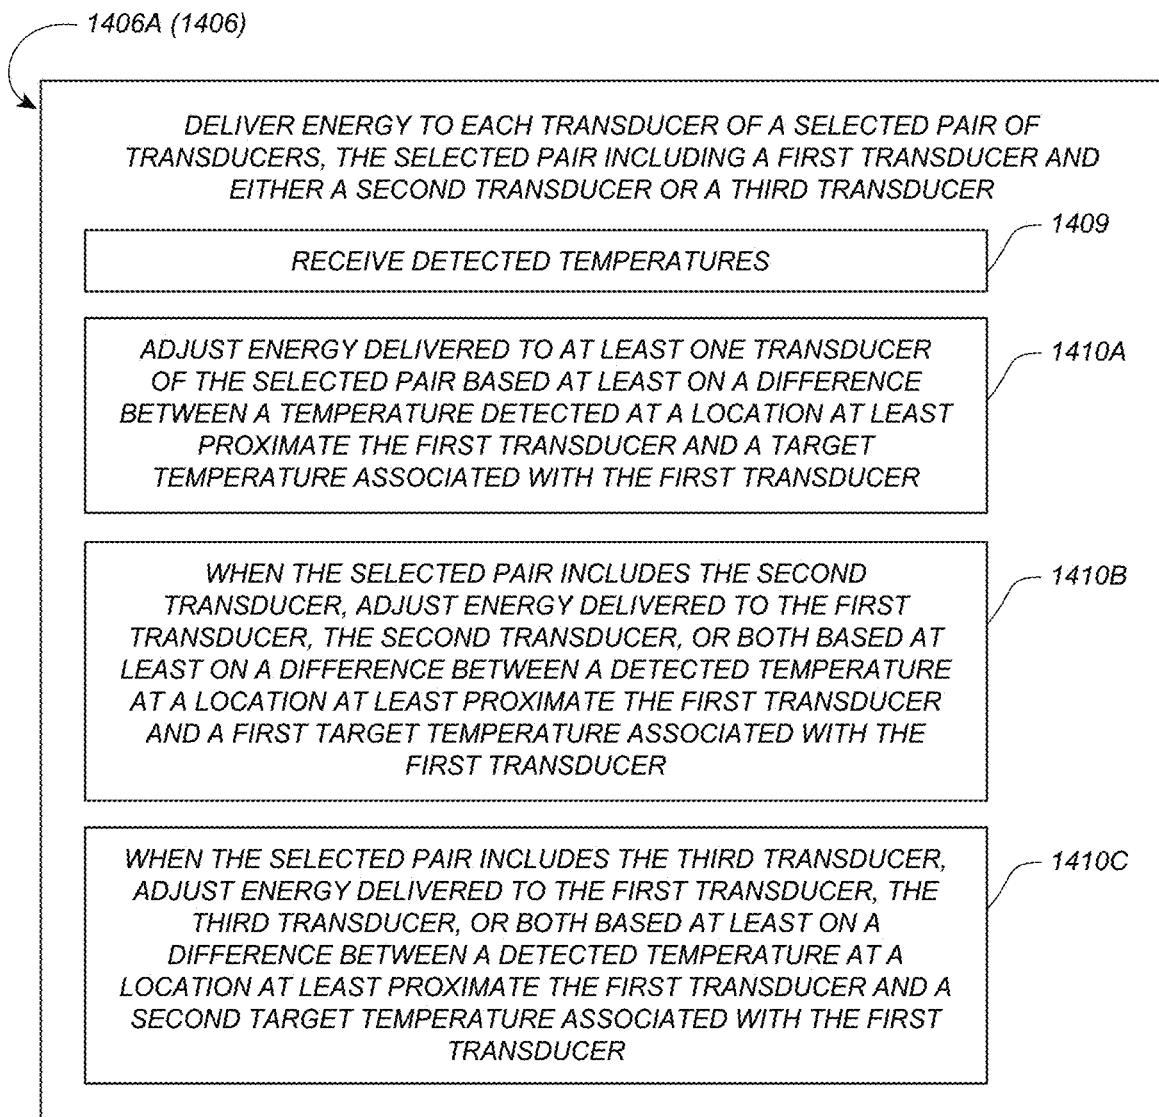 1406A (1406)
DELIVER ENERGY TO EACH TRANSDUCER OF A SELECTED PAIR OF
TRANSDUCERS, THE SELECTED PAIR INCLUDING A FIRST TRANSDUCER AND
EITHER A SECOND TRANSDUCER OR A THIRD TRANSDUCER
1409
RECEIVE DETECTED TEMPERATURES
1410A
ADJUST ENERGY DELIVERED TO AT LEAST ONE TRANSDUCER
OF THE SELECTED PAIR BASED AT LEAST ON A DIFFERENCE
BETWEEN A TEMPERATURE DETECTED AT A LOCATION AT LEAST
PROXIMATE THE FIRST TRANSDUCER AND A TARGET
TEMPERATURE ASSOCIATED WITH THE FIRST TRANSDUCER
1410B
WHEN THE SELECTED PAIR INCLUDES THE SECOND
TRANSDUCER, ADJUST ENERGY DELIVERED TO THE FIRST
TRANSDUCER, THE SECOND TRANSDUCER, OR BOTH BASED AT
LEAST ON A DIFFERENCE BETWEEN A DETECTED TEMPERATURE
AT A LOCATION AT LEAST PROXIMATE THE FIRST TRANSDUCER
AND A FIRST TARGET TEMPERATURE ASSOCIATED WITH THE
FIRST TRANSDUCER
1410C
WHEN THE SELECTED PAIR INCLUDES THE THIRD TRANSDUCER,
ADJUST ENERGY DELIVERED TO THE FIRST TRANSDUCER, THE
THIRD TRANSDUCER, OR BOTH BASED AT LEAST ON A
DIFFERENCE BETWEEN A DETECTED TEMPERATURE AT A
LOCATION AT LEAST PROXIMATE THE FIRST TRANSDUCER AND A
SECOND TARGET TEMPERATURE ASSOCIATED WITH THE FIRST
TRANSDUCER